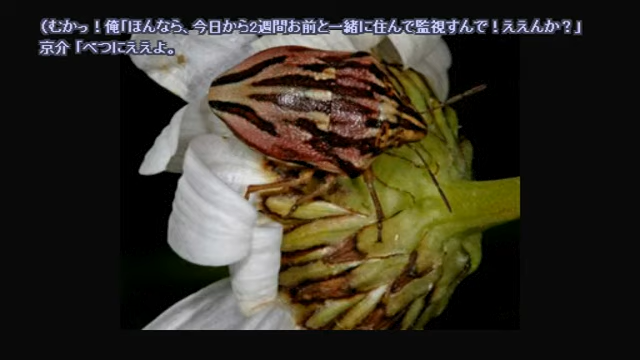 （むかっ！俺｢ほんなら、今日から2週間お前と一緒に住んで監視すんで！ええんか？」
京介「べつにええよ。